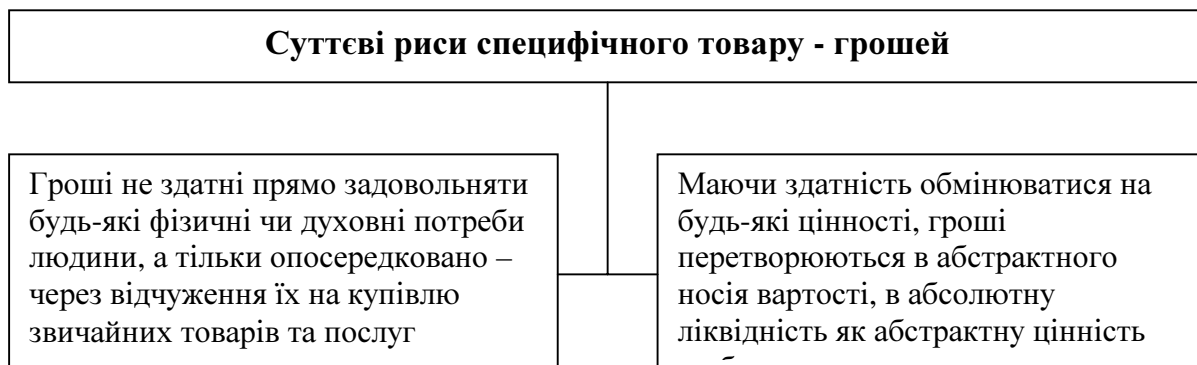 Суттєві риси специфічного товару - грошей
Гроші не здатні прямо задовольняти
будь-які фізичні чи духовні потреби
людини, а тільки опосередковано –
через відчуження їх на купівлю
звичайних товарів та послуг
Маючи здатність обмінюватися на
будь-які цінності, гроші
перетворюються в абстрактного
носія вартості, в абсолютну
ліквідність як абстрактну цінність